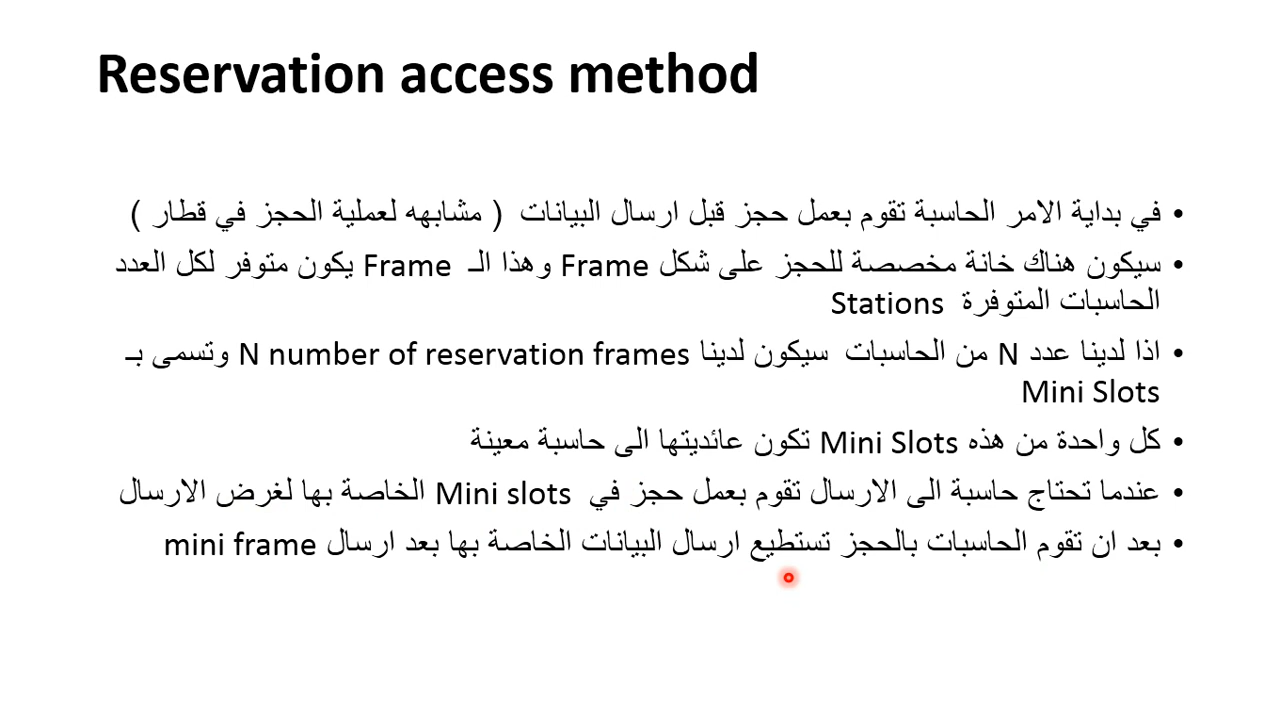 Reservation access method
• في بداية الامر الحاسبة تقوم بعمل حجز قبل ارسال البيانات ( مشابهه لعملية الحجز في قطار )
• سيكون هناك خانة مخصصة للحجز على شكل Frame وهذا الـ Frame يكون متوفر لكل العدد
الحاسبات المتوفرة Stations
• اذا لدينا عدد N من الحاسبات سيكون لدينا N number of reservation frames وتسمى بـ
Mini Slots
• كل واحدة من هذه Mini Slots تكون عائديتها الى حاسبة معينة
• عندما تحتاج حاسبة الى الارسال تقوم بعمل حجز في Mini slots الخاصة بها لغرض الارسال
• بعد ان تقوم الحاسبات بالحجز تستطيع ارسال البيانات الخاصة بها بعد ارسال mini frame